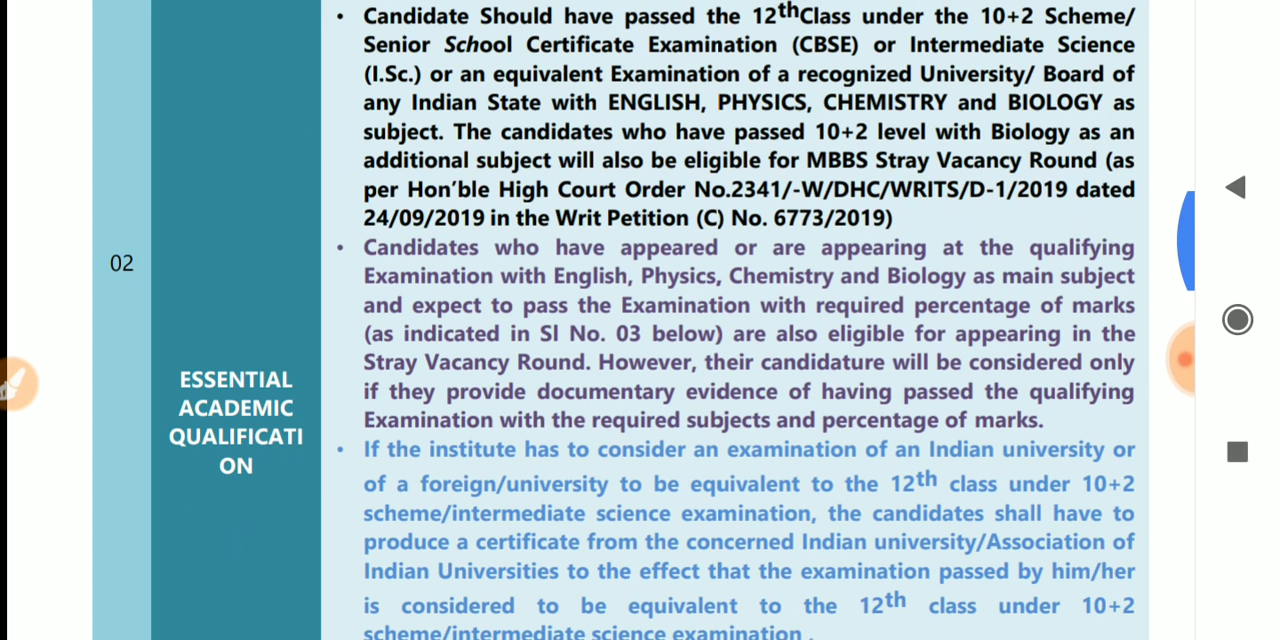 02
ESSENTIAL
ACADEMIC
QUALIFICATI
ON
• Candidate Should have passed the 12thClass under the 10+2 Scheme/
Senior School Certificate Examination (CBSE) or Intermediate Science
(I.Sc.) or an equivalent Examination of a recognized University/ Board of
any Indian State with ENGLISH, PHYSICS, CHEMISTRY and BIOLOGY as
subject. The candidates who have passed 10+2 level with Biology as an
additional subject will also be eligible for MBBS Stray Vacancy Round (as
per Hon’ble High Court Order No.2341/-W/DHC/WRITS/D-1/2019 dated
24/09/2019 in the Writ Petition (C) No. 6773/2019)
• Candidates who have appeared or are appearing at the qualifying
Examination with English, Physics, Chemistry and Biology as main subject
and expect to pass the Examination with required percentage of marks
(as indicated in Sl No. 03 below) are also eligible for appearing in the
Stray Vacancy Round. However, their candidature will be considered only
if they provide documentary evidence of having passed the qualifying
Examination with the required subjects and percentage of marks.
• If the institute has to consider an examination of an Indian university or
of a foreign/university to be equivalent to the 12th class under 10+2
scheme/intermediate science examination, the candidates shall have to
produce a certificate from the concerned Indian university/Association of
Indian Universities to the effect that the examination passed by him/her
is considered to be equivalent to the 12th class under 10+2
scheme/intermediate science examination .